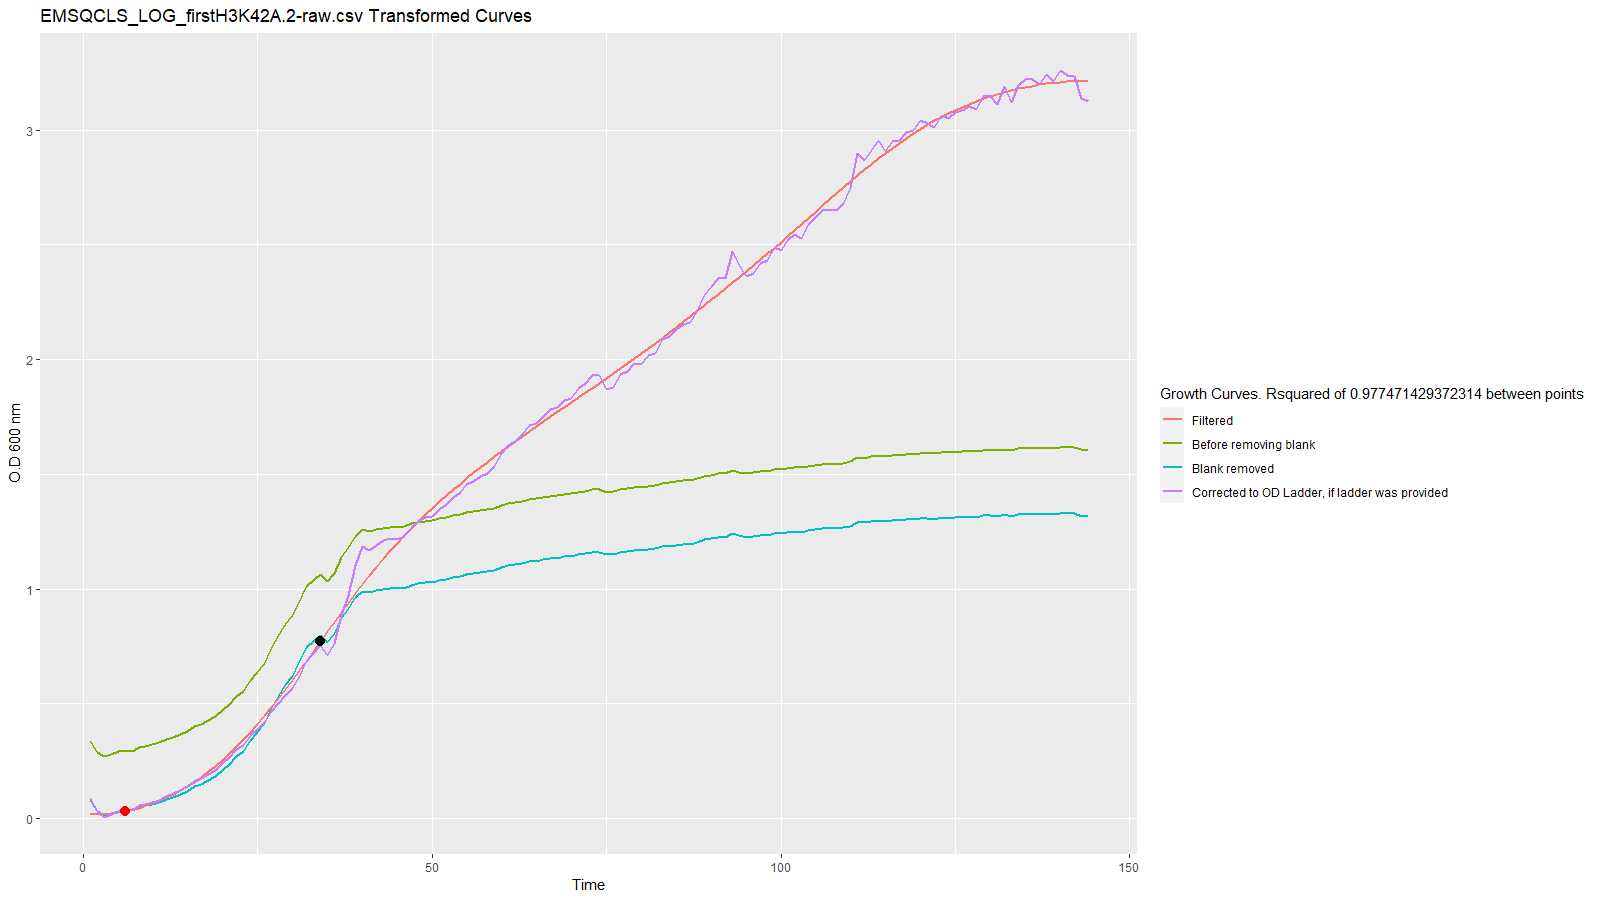 EMSQCLS_LOG_firstH3K42A.2-raw.csv Transformed Curves
O.D 600 nm
3
2
1
0
0
50
100
150
Time
Growth Curves. Rsquared of 0.977471429372314 between points
Filtered
Before removing blank
Blank removed
Corrected to OD Ladder, if ladder was provided